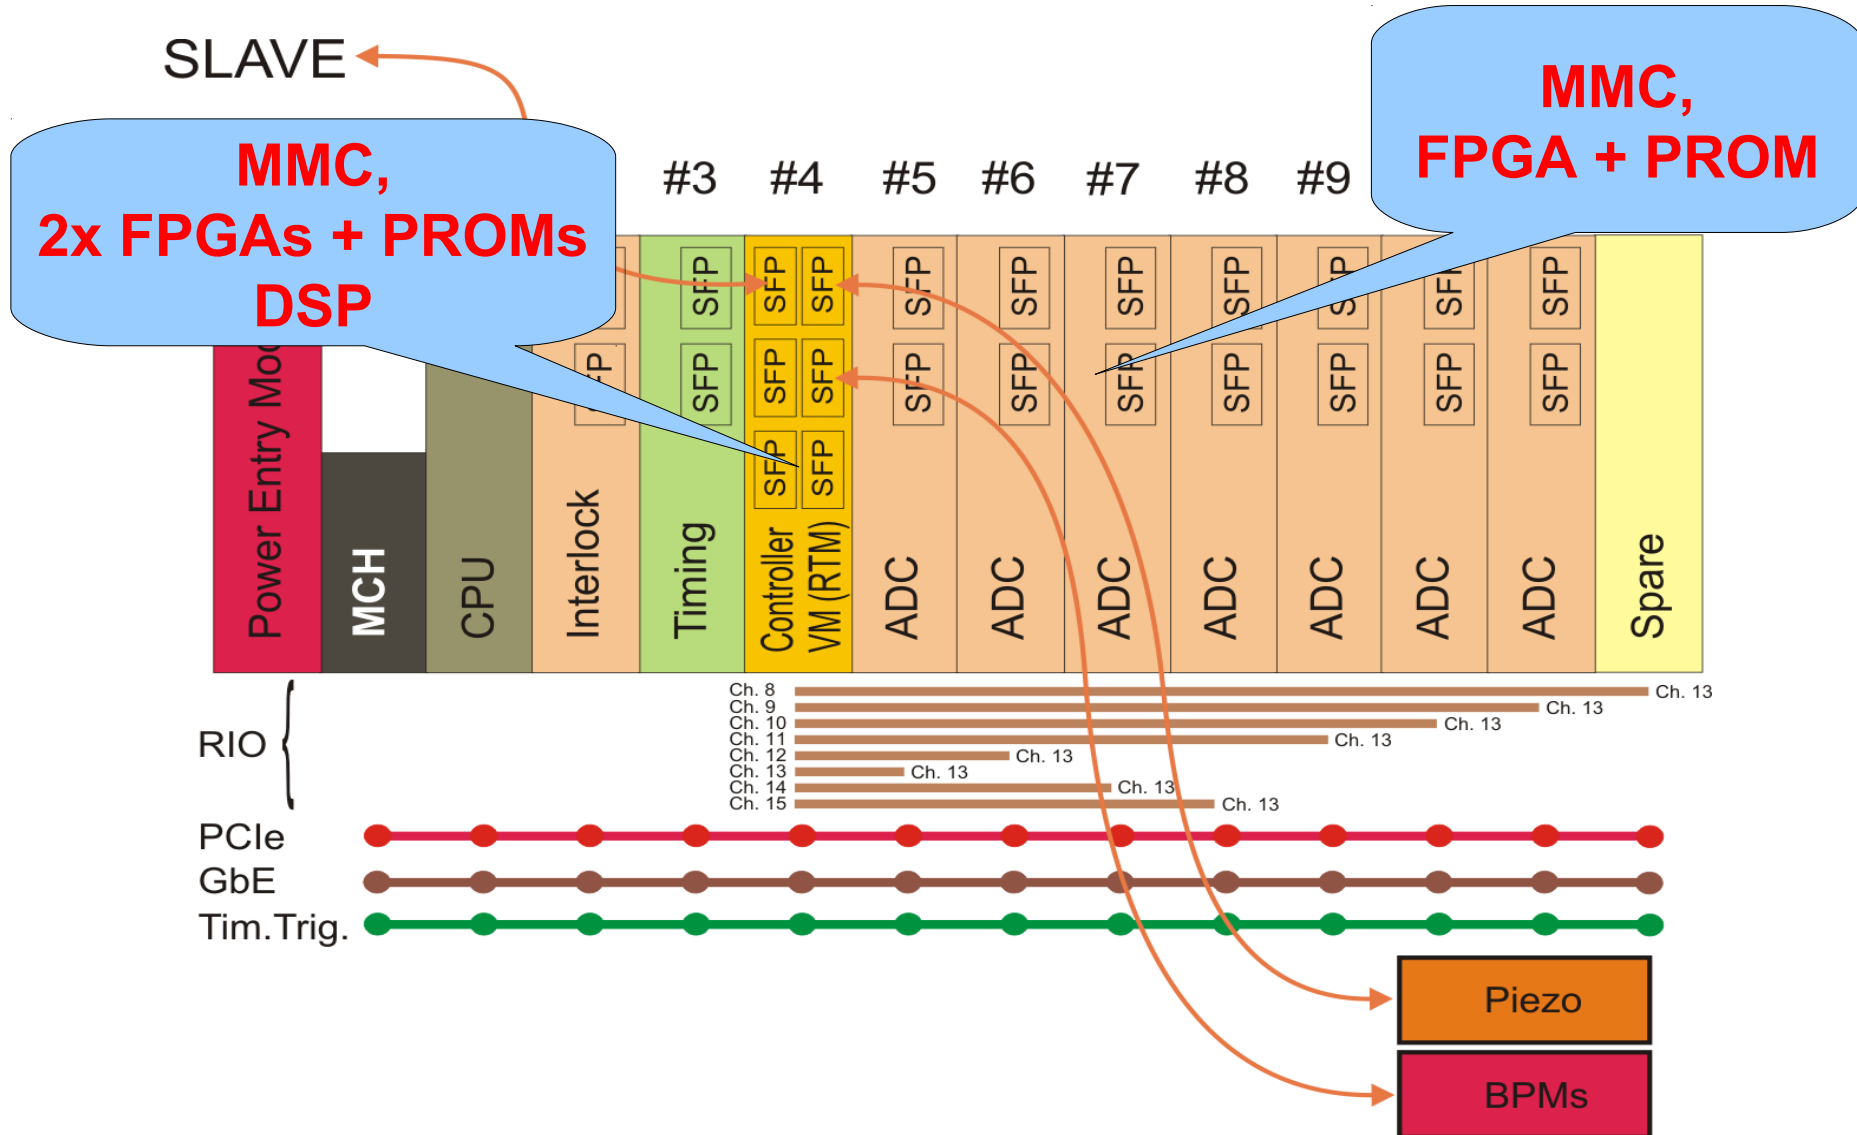 SLAVE
MMC,
2x FPGAs + PROMs
DSP
MMC,
FPGA + PROM
#3 #4 #5 #6 #7 #8 #9
SFP SFP SFP SFP SFP SFP SFP SFP SFP SFP
SFP SFP SFP SFP SFP SFP SFP SFP SFP SFP
SFP SFP
Power Entry
MCH
CPU
Interlock
Timing
Controller
VM (RTM)
ADC
ADC
ADC
ADC
ADC
ADC
ADC
Spare
RIO
Ch. 8 Ch. 13
Ch. 9 Ch. 13
Ch. 10 Ch. 13
Ch. 11 Ch. 13
Ch. 12 Ch. 13
Ch. 13 Ch. 13
Ch. 14 Ch. 13
Ch. 15 Ch. 13
PCIe
GbE
Tim.Trig.
Piezo
BPMs